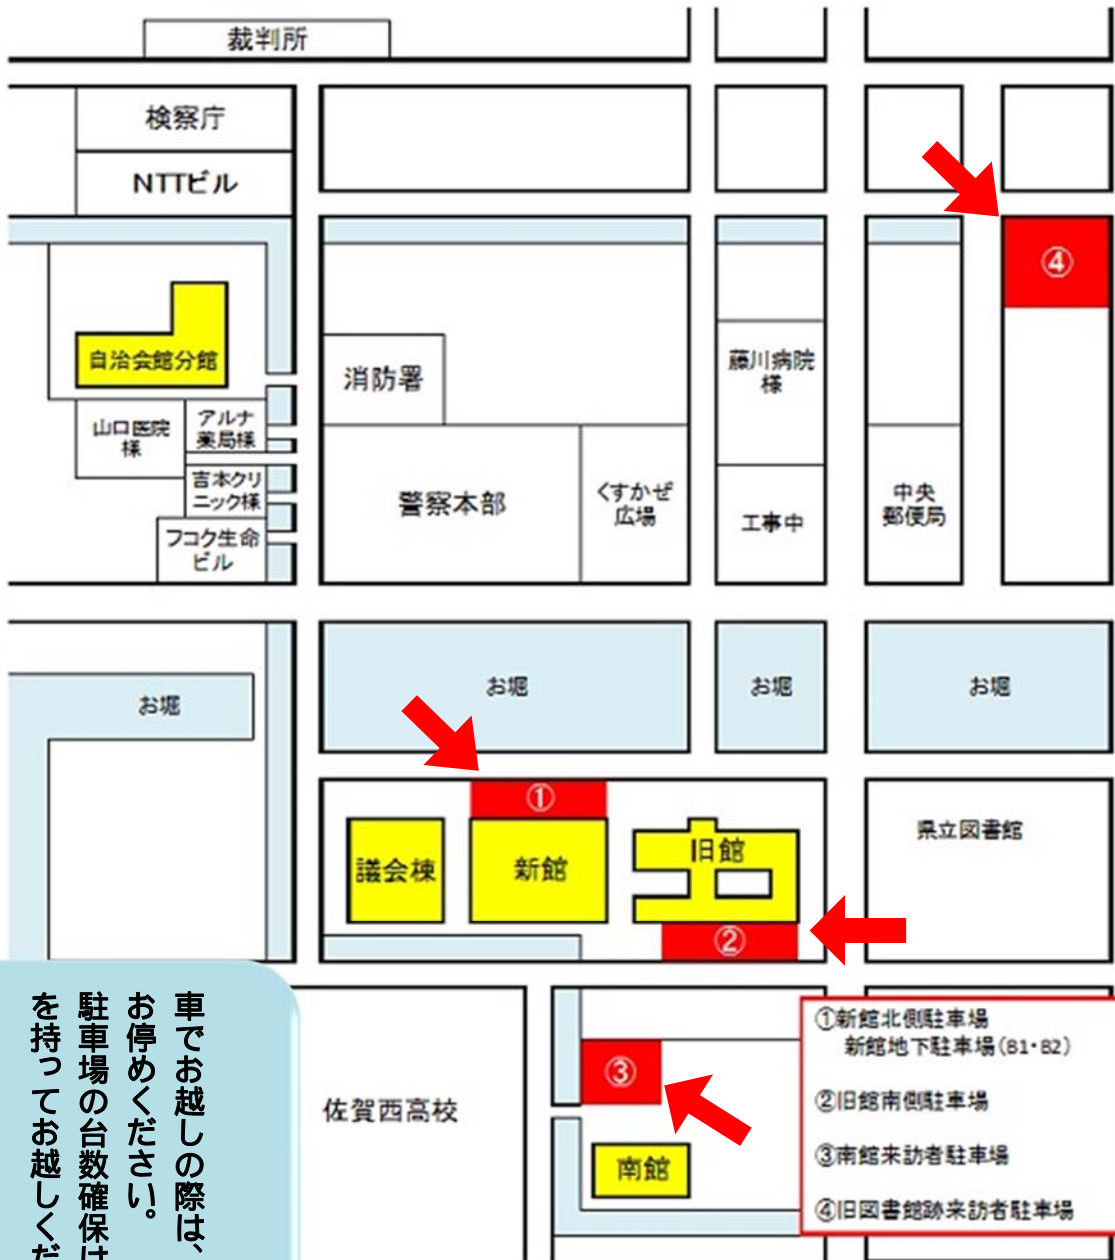 裁判所
検察庁
NTTビル
④
自治会館分館
消防署
藤川病院
様
山口医院
様
アルナ
薬局様
吉本クリ
ニック様
フコク生命
ビル
警察本部
くすかぜ
広場
工事中
中央
郵便局
お堀
お堀
お堀
お堀
①
議会棟
新館
旧館
②
県立図書館
佐賀西高校
③
南館
①新館北側駐車場
新館地下駐車場(B1・B2)
②旧館南側駐車場
③南館来訪者駐車場
④旧図書館跡来訪者駐車場
車でお越しの際は、
お停めください。
駐車場の台数確保は
を持ってお越しくだ